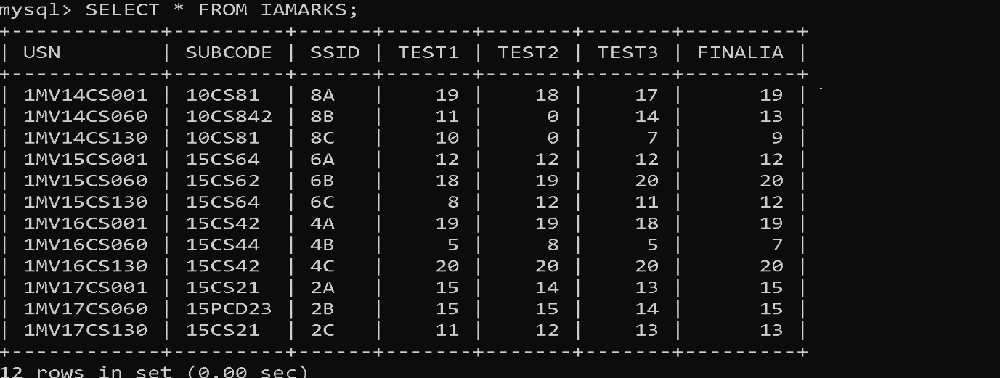 mysql> SELECT * FROM IAMARKS;
+------------+---------+------+-------+-------+-------+---------+
| USN        | SUBCODE | SSID | TEST1 | TEST2 | TEST3 | FINALIA |
+------------+---------+------+-------+-------+-------+---------+
| 1MV14CS001 | 10CS81  | 8A   |    19 |    18 |    17 |      19 |
| 1MV14CS060 | 10CS842 | 8B   |    11 |     0 |    14 |      13 |
| 1MV14CS130 | 10CS81  | 8C   |    10 |     0 |     7 |       9 |
| 1MV15CS001 | 15CS64  | 6A   |    12 |    12 |    12 |      12 |
| 1MV15CS060 | 15CS62  | 6B   |    18 |    19 |    20 |      20 |
| 1MV15CS130 | 15CS64  | 6C   |     8 |    12 |    11 |      12 |
| 1MV16CS001 | 15CS42  | 4A   |    19 |    19 |    18 |      19 |
| 1MV16CS060 | 15CS44  | 4B   |     5 |     8 |     5 |       7 |
| 1MV16CS130 | 15CS42  | 4C   |    20 |    20 |    20 |      20 |
| 1MV17CS001 | 15CS21  | 2A   |    15 |    14 |    13 |      15 |
| 1MV17CS060 | 15PCD23 | 2B   |    15 |    15 |    14 |      15 |
| 1MV17CS130 | 15CS21  | 2C   |    11 |    12 |    13 |      13 |
+------------+---------+------+-------+-------+-------+---------+
12 rows in set (0.00 sec)